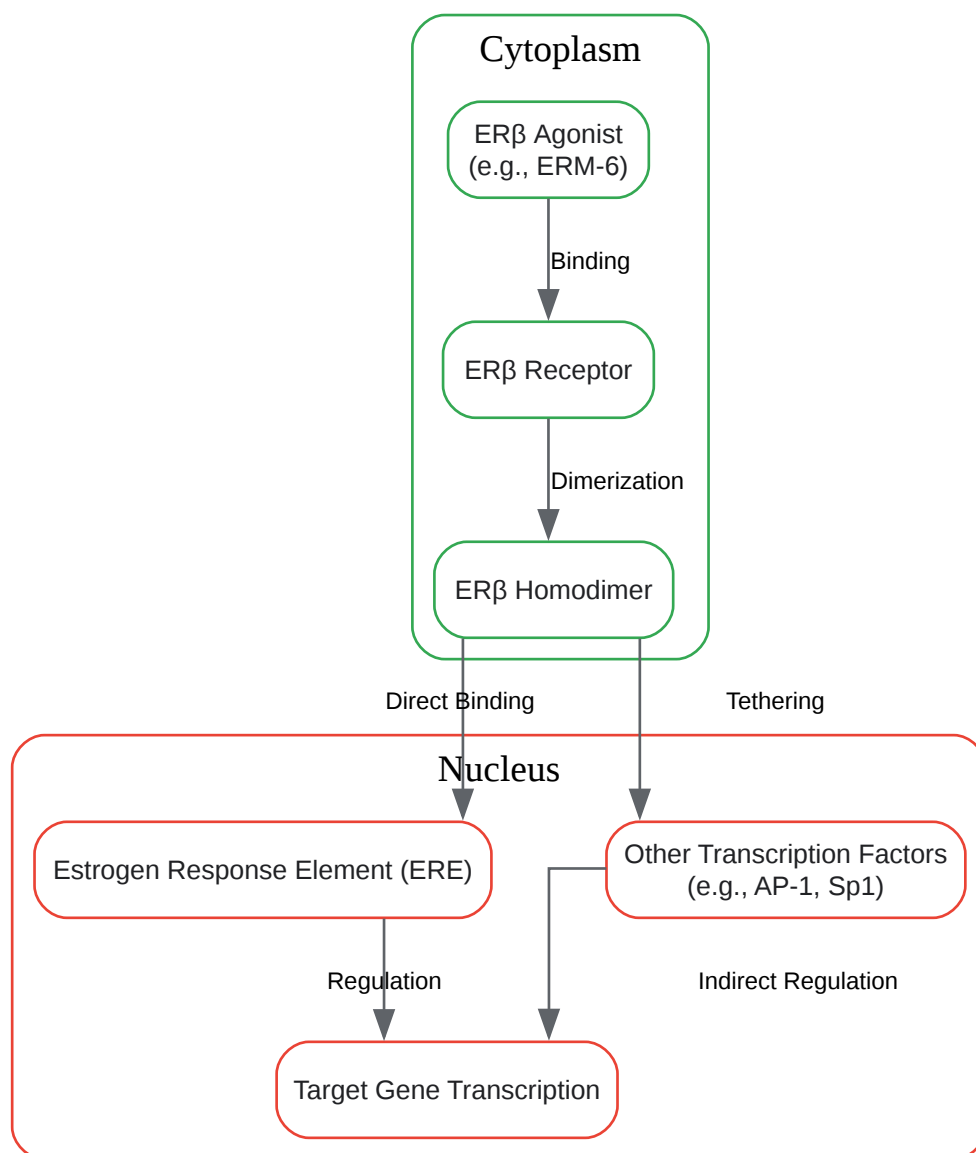 Cytoplasm
ERβ Agonist
(e.g., ERM-6)
Binding
ERβ Receptor
Dimerization
ERβ Homodimer
Direct Binding
Tethering
Nucleus
Estrogen Response Element (ERE)
Other Transcription Factors
(e.g., AP-1, Sp1)
Regulation
Indirect Regulation
Target Gene Transcription